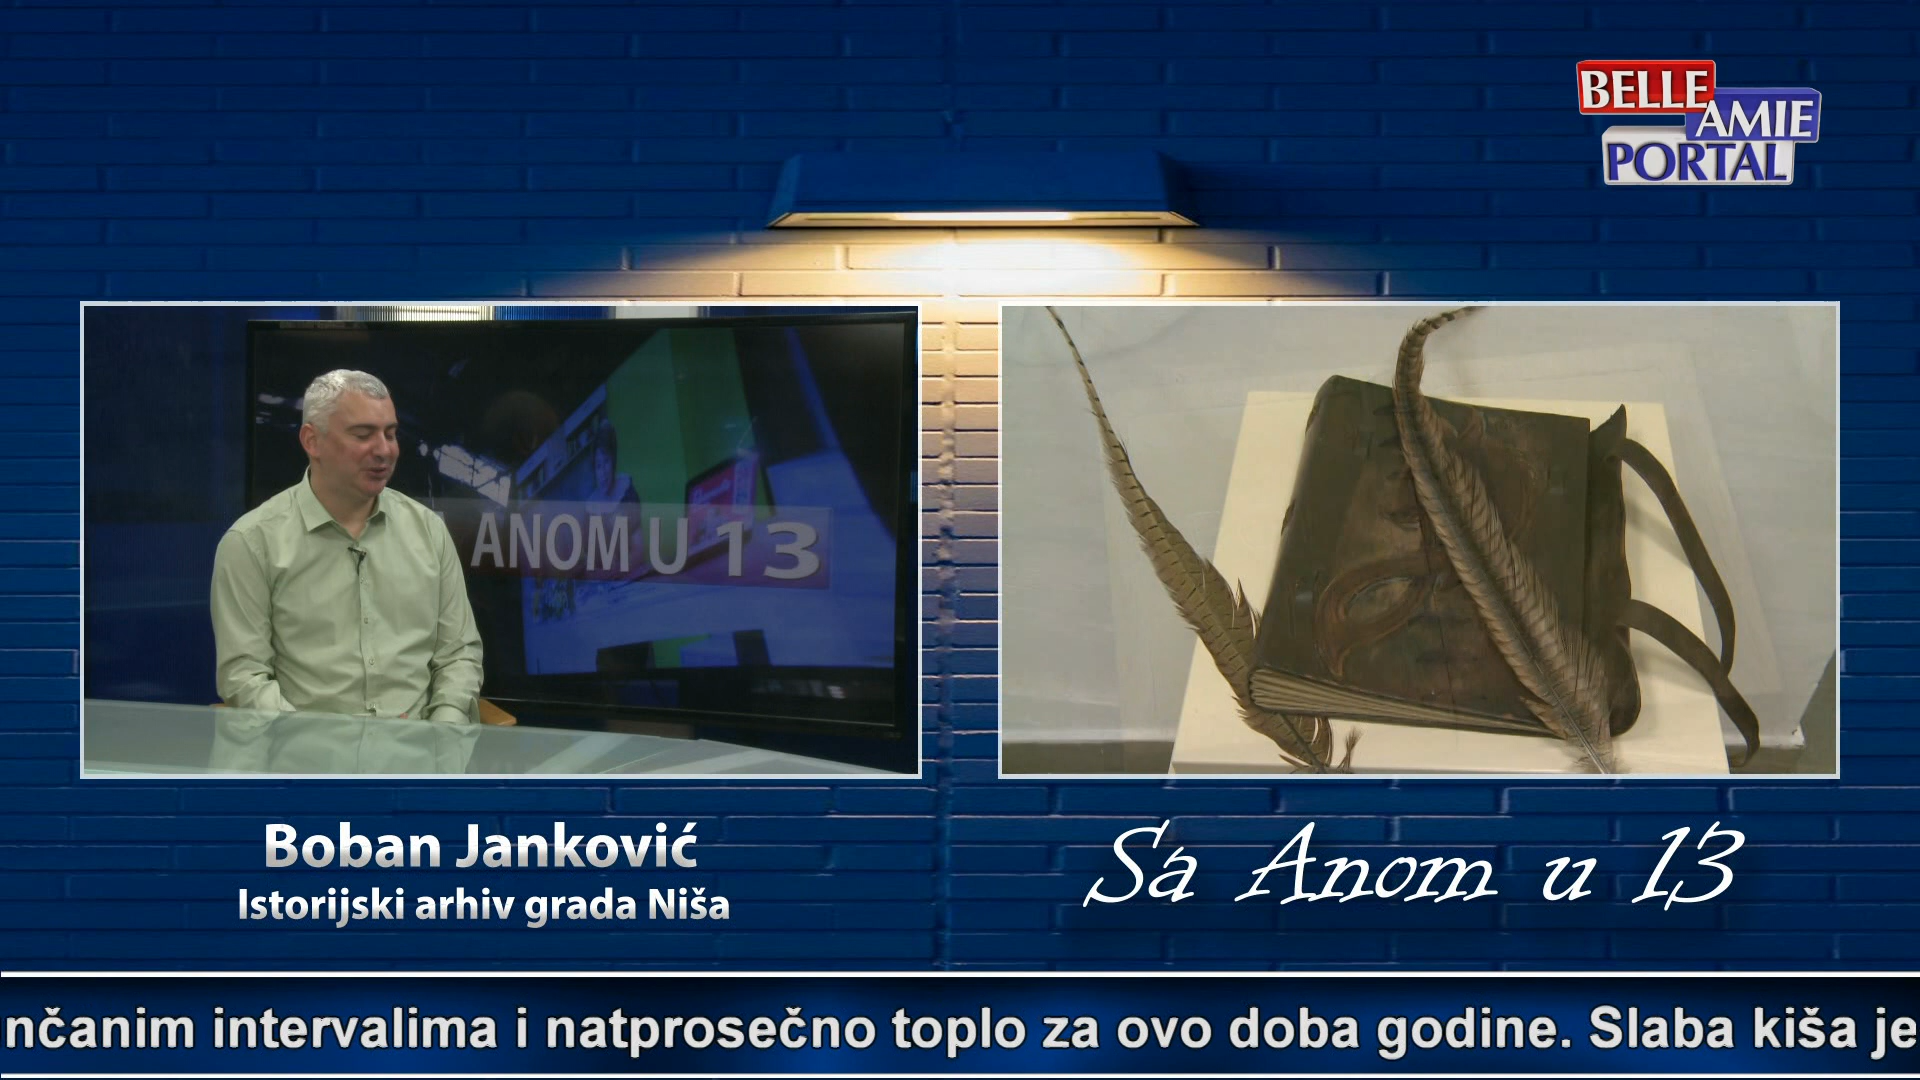 BELLE
AMIE
PORTAL
ANOM U 13
Boban Janković
Istorijski arhiv grada Niša
Sa Anom u 13
nčanim intervalima i natprosečno toplo za ovo doba godine. Slaba kiša je